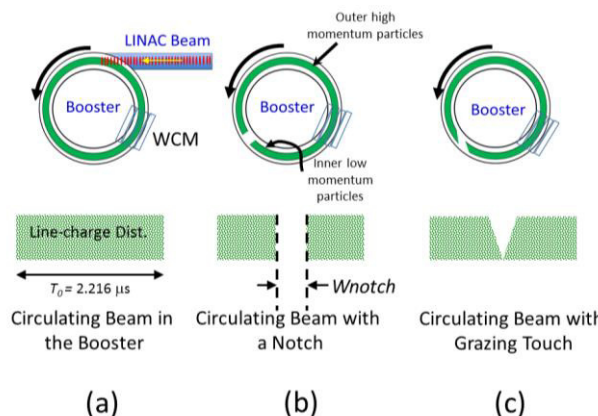 LINAC Beam
Booster
WCM
Line-charge Dist.
T0 = 2.216 μs
Circulating Beam in
the Booster
(a)
Outer high
momentum particles
Booster
Inner low
momentum
particles
Wnotch
Circulating Beam with
a Notch
(b)
Booster
Circulating Beam with
Grazing Touch
(c)